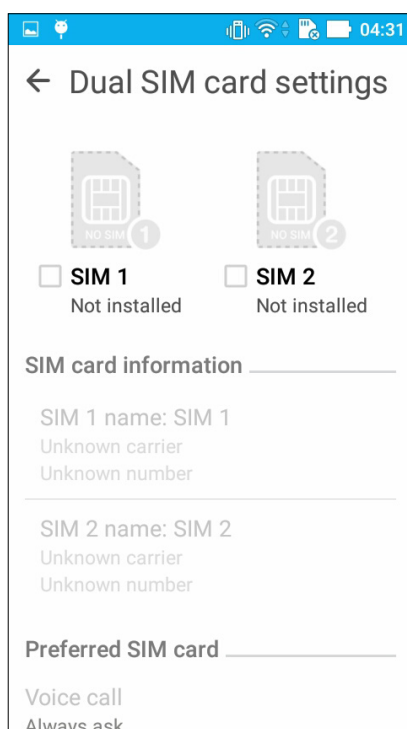 04:31
Dual SIM card settings
NO SIM 1 NO SIM 2
SIM 1 SIM 2
Not installed Not installed
SIM card information
SIM 1 name: SIM 1
Unknown carrier
Unknown number
SIM 2 name: SIM 2
Unknown carrier
Unknown number
Preferred SIM card
Voice call
Always ask